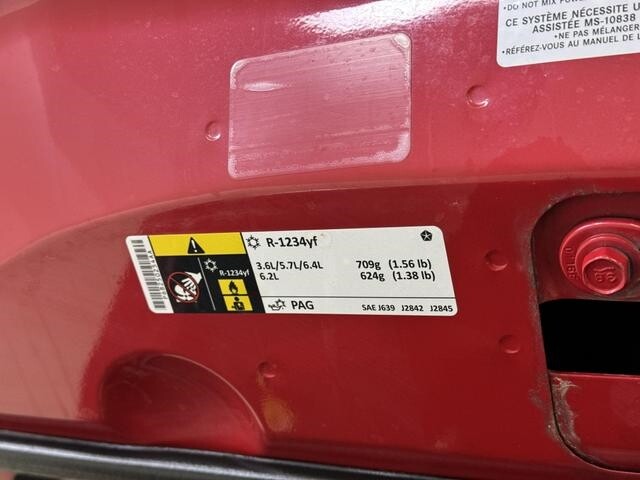 DO NOT MIX POWE
CE SYSTÈME NÉCESSITE U
ASSISTÉE MS-10838
•NE PAS MÉLANGER
•RÉFÉREZ-VOUS AU MANUEL DE L
R-1234yf
R-1234yf
3.6L/5.7L/6.4L 709g (1.56 lb)
6.2L 624g (1.38 lb)
PAG SAE J639 J2842 J2845